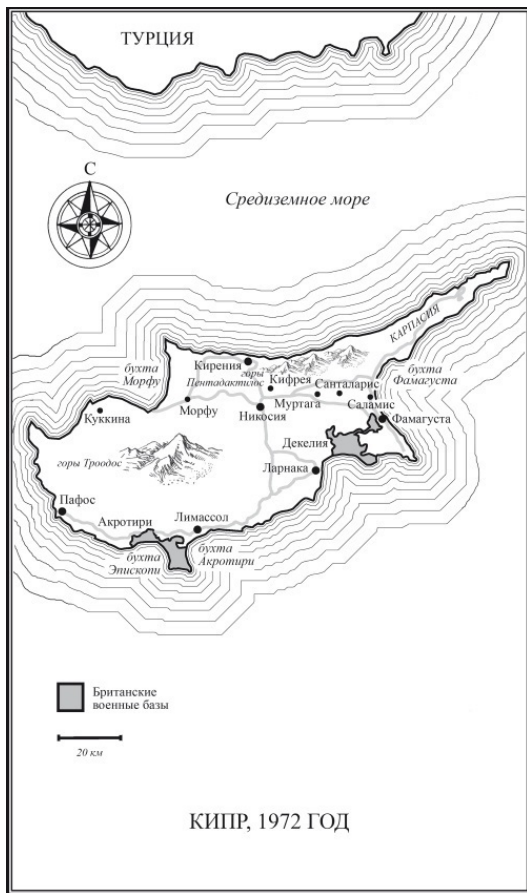 ТУРЦИЯ
С
Средиземное море
КАРПАСИЯ
бухта
Морфу
Кирения
горы
Пентадактилос
Кифрея
бухта
Фамагуста
Санталарис
Куккина
Морфу
Никосия
Муртага
Саламис
Фамагуста
Декелия
горы Троодос
Ларнака
Пафос
Акротири
Лимассол
бухта
Эпископи
бухта
Акротири
Британские
военные базы
20 км
КИПР, 1972 ГОД